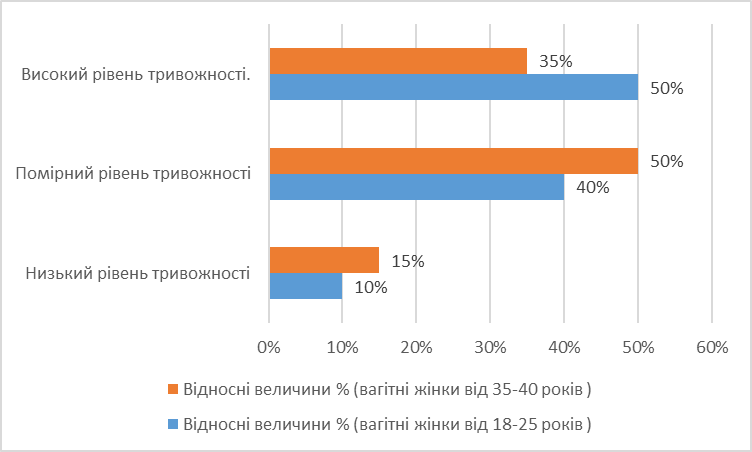 35%
Високий рівень тривожності.
50%
50%
Помірний рівень тривожності
40%
15%
Низький рівень тривожності
10%
0% 10% 20% 30% 40% 50% 60%
Відносні величини % (вагітні жінки від 35-40 років )
Відносні величини % (вагітні жінки від 18-25 років )